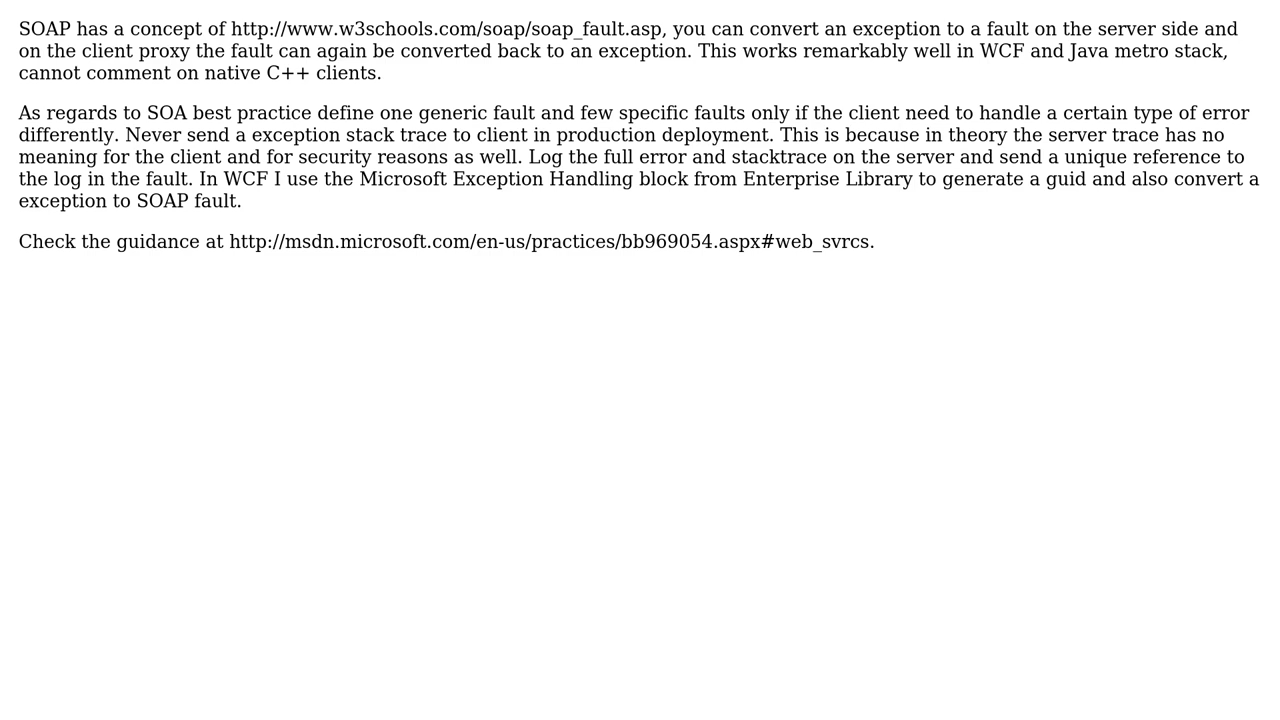 SOAP has a concept of http://www.w3schools.com/soap/soap_fault.asp, you can convert an exception to a fault on the server side and
on the client proxy the fault can again be converted back to an exception. This works remarkably well in WCF and Java metro stack,
cannot comment on native C++ clients.
As regards to SOA best practice define one generic fault and few specific faults only if the client need to handle a certain type of error
differently. Never send a exception stack trace to client in production deployment. This is because in theory the server trace has no
meaning for the client and for security reasons as well. Log the full error and stacktrace on the server and send a unique reference to
the log in the fault. In WCF I use the Microsoft Exception Handling block from Enterprise Library to generate a guid and also convert a
exception to SOAP fault.
Check the guidance at http://msdn.microsoft.com/en-us/practices/bb969054.aspx#web_svrcs.